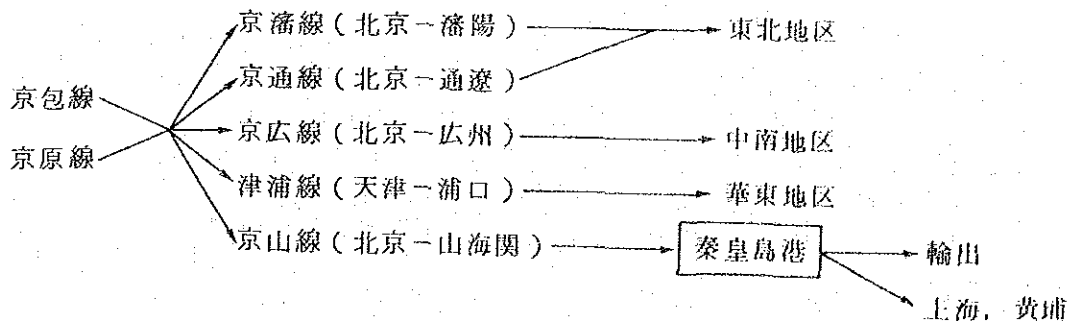 京瀋線(北京-瀋陽) 東北地区
京通線(北京-通遼)
京包線
京広線(北京-広州) 中南地区
京原線
津浦線(天津-浦口) 華東地区
京山線(北京-山海関) 秦皇島港 輸出
上海, 黄埔